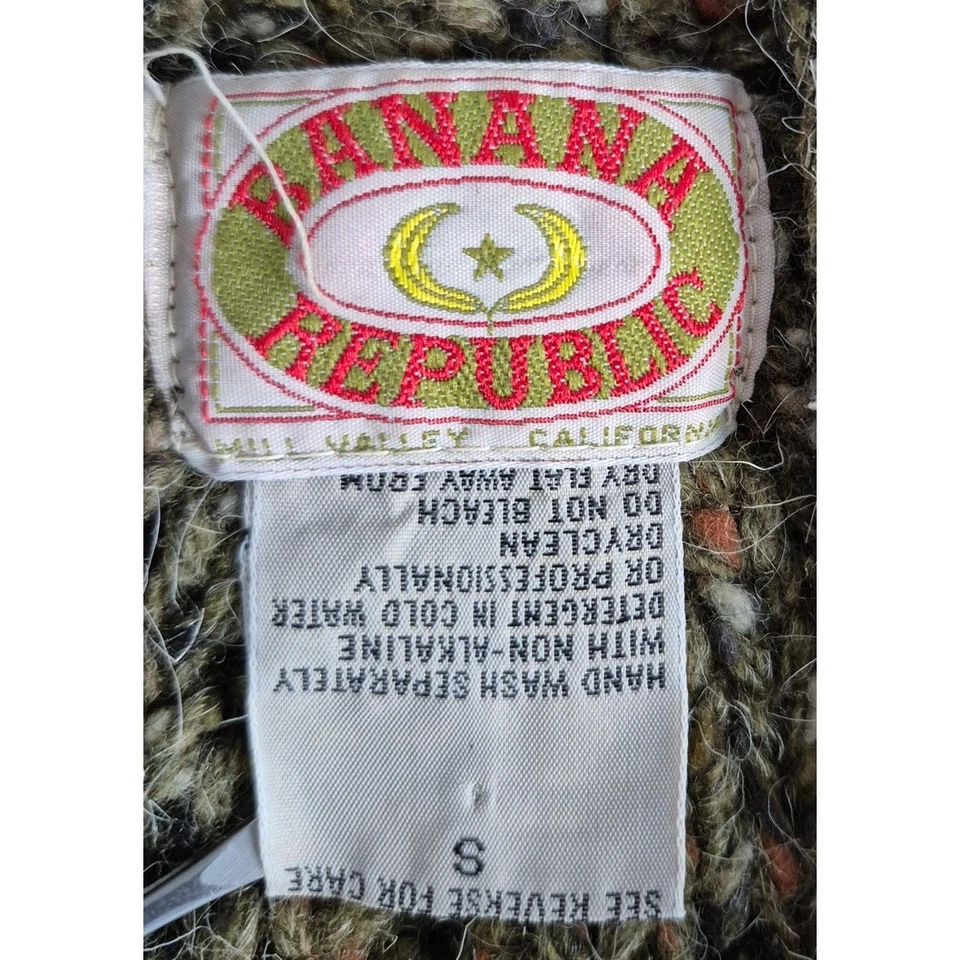 BANANA
REPUBLIC
MILL VALLEY CALIFORNIA
SEE REVERSE FOR CARE
S
HAND WASH SEPARATELY
WITH NON-ALKALINE
DETERGENT IN COLD WATER
OR PROFESSIONALLY
DRYCLEAN
DO NOT BLEACH
DRY FLAT AWAY FROM